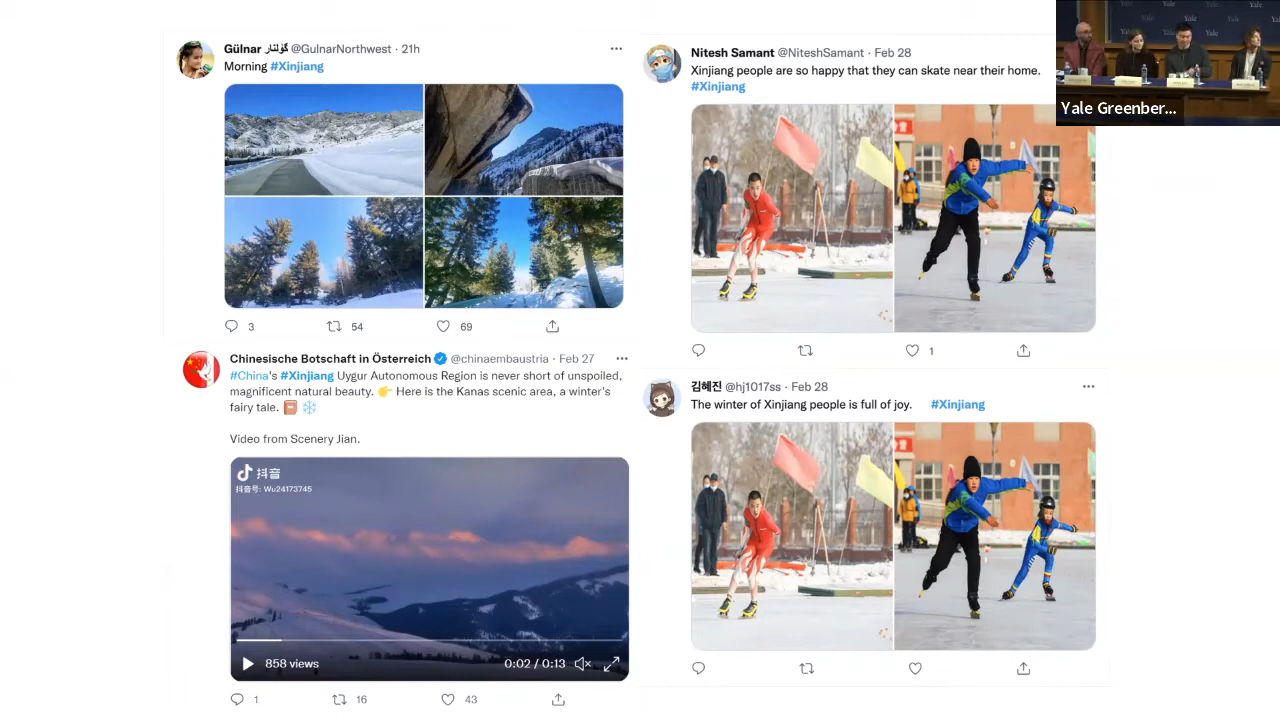 Gülnar گۈلنار @GulnarNorthwest · 21h
Morning #Xinjiang
3 54 69
Chinesische Botschaft in Österreich @chinaembaustria · Feb 27
#China's #Xinjiang Uygur Autonomous Region is never short of unspoiled,
magnificent natural beauty. 👉 Here is the Kanas scenic area, a winter's
fairy tale. 📔 ❄️
Video from Scenery Jian.
抖音
抖音号: Wu24173745
858 views
0:02 / 0:13
1 16 43
Nitesh Samant @NiteshSamant · Feb 28
Xinjiang people are so happy that they can skate near their home.
#Xinjiang
1
김혜진 @hj1017ss · Feb 28
The winter of Xinjiang people is full of joy. #Xinjiang
Yale
Yale
Yale
Yale
Yale Greenber...